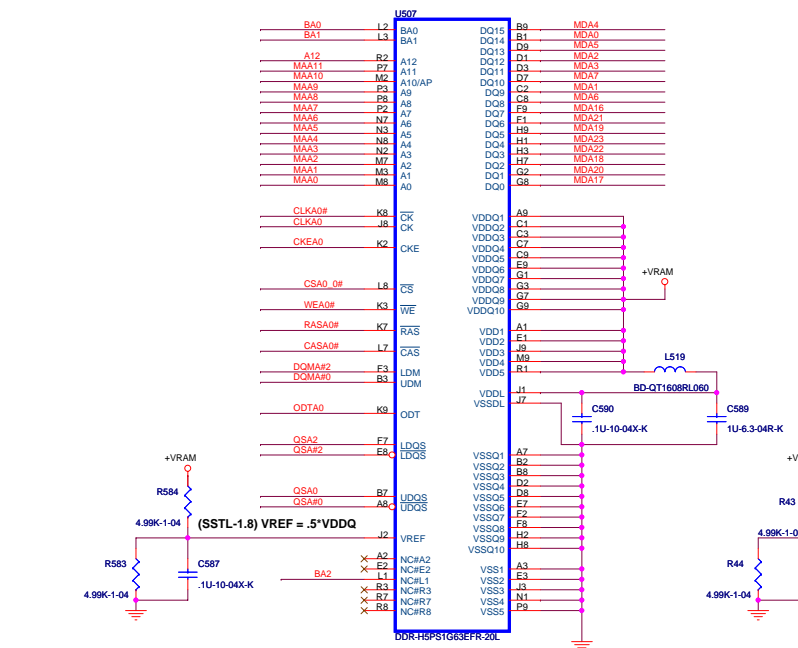 U507
BA0 L2 BA0 DQ15 B9 MDA4
BA1 L3 BA1 DQ14 B1 MDA0
DQ13 D9 MDA5
A12 R2 A12 DQ12 D1 MDA2
MAA11 P7 A11 DQ11 D3 MDA3
MAA10 M2 A10/AP DQ10 D7 MDA7
MAA9 P3 A9 DQ9 C2 MDA1
MAA8 P8 A8 DQ8 C8 MDA6
MAA7 P2 A7 DQ7 F9 MDA16
MAA6 N7 A6 DQ6 F1 MDA21
MAA5 N3 A5 DQ5 H9 MDA19
MAA4 N8 A4 DQ4 H1 MDA23
MAA3 N2 A3 DQ3 H3 MDA22
MAA2 M7 A2 DQ2 H7 MDA18
MAA1 M3 A1 DQ1 G2 MDA20
MAA0 M8 A0 DQ0 G8 MDA17
CLKA0# K8 CK VDDQ1 A9
CLKA0 J8 CK VDDQ2 C1
VDDQ3 C3
CKEA0 K2 CKE VDDQ4 C7
VDDQ5 C9
VDDQ6 E9
VDDQ7 G1
+VRAM
CSA0_0# L8 CS VDDQ8 G3
VDDQ9 G7
WEA0# K3 WE VDDQ10 G9
RASA0# K7 RAS VDD1 A1
VDD2 E1
CASA0# L7 CAS VDD3 J9
VDD4 M9
L519
DQMA#2 F3 LDM VDD5 R1
DQMA#0 B3 UDM
BD-QT1608RL060
VDDL J1
VSSDL J7
ODTA0 K9 ODT
C590
.1U-10-04X-K
C589
1U-6.3-04R-K
QSA2 F7 LDQS
QSA#2 E8 LDQS VSSQ1 A7
VSSQ2 B2
+VRAM
+V
VSSQ3 B8
VSSQ4 D2
R584
QSA0 B7 UDQS VSSQ5 D8
QSA#0 A8 UDQS VSSQ6 E7
R43
VSSQ7 F2
4.99K-1-04 (SSTL-1.8) VREF = .5*VDDQ
VSSQ8 F8
4.99K-1-0
J2 VREF VSSQ9 H2
VSSQ10 H8
A2 NC#A2
R583
C587
E2 NC#E2 VSS1 A3
R44
BA2 L1 NC#L1 VSS2 E3
.1U-10-04X-K
R3 NC#R3 VSS3 J3
4.99K-1-04
R7 NC#R7 VSS4 N1
4.99K-1-04
R8 NC#R8 VSS5 P9
DDR-H5PS1G63EFR-20L